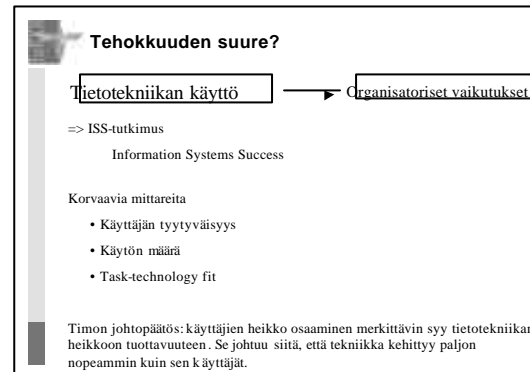 Tehokkuuden suure?
Tietotekniikan käyttö
Organisatoriset vaikutukset
=> ISS-tutkimus
Information Systems Success
Korvaavia mittareita
• Käyttäjän tyytyväisyys
• Käytön määrä
• Task-technology fit
Timon johtopäätös: käyttäjien heikko osaaminen merkittävin syy tietotekniikan
heikkoon tuottavuuteen. Se johtuu siitä, että tekniikka kehittyy paljon
nopeammin kuin sen käyttäjät.